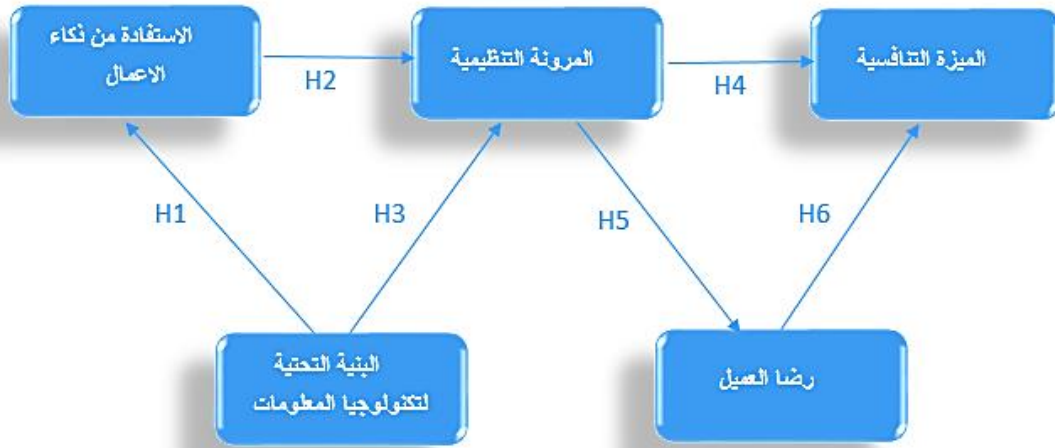 الاستفادة من ذكاء
الاعمال
H2
المرونة التنظيمية
H4
الميزة التنافسية
H1
H3
H5
H6
البنية التحتية
لتكنولوجيا المعلومات
رضا العميل